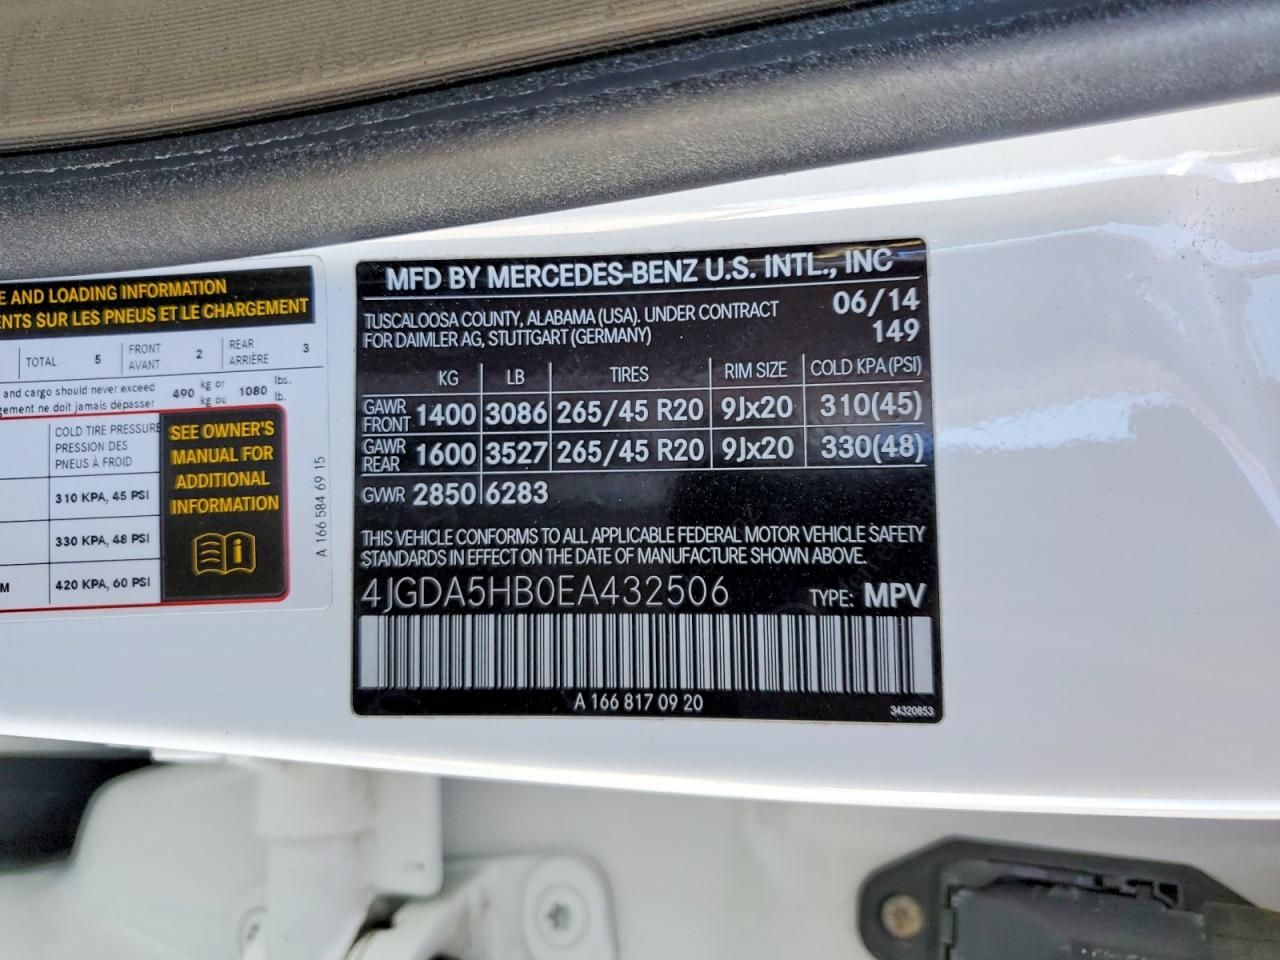 E AND LOADING INFORMATION
ENTS SUR LES PNEUS ET LE CHARGEMENT
TOTAL 5 FRONT AVANT 2 REAR ARRIÈRE 3
and cargo should never exceed
gement ne doit jamais dépasser 490 kg or kg ou 1080 lbs. lb.
COLD TIRE PRESSURE
PRESSION DES
PNEUS À FROID
310 KPA, 45 PSI
330 KPA, 48 PSI
M 420 KPA, 60 PSI
SEE OWNER'S
MANUAL FOR
ADDITIONAL
INFORMATION
A 166 584 69 15
MFD BY MERCEDES-BENZ U.S. INTL., INC
TUSCALOOSA COUNTY, ALABAMA (USA). UNDER CONTRACT 06/14
FOR DAIMLER AG, STUTTGART (GERMANY) 149
KG LB TIRES RIM SIZE COLD KPA (PSI)
GAWR FRONT 1400 3086 265/45 R20 9Jx20 310(45)
GAWR REAR 1600 3527 265/45 R20 9Jx20 330(48)
GVWR 2850 6283
THIS VEHICLE CONFORMS TO ALL APPLICABLE FEDERAL MOTOR VEHICLE SAFETY
STANDARDS IN EFFECT ON THE DATE OF MANUFACTURE SHOWN ABOVE.
4JGDA5HB0EA432506 TYPE: MPV
A 166 817 09 20
34320853